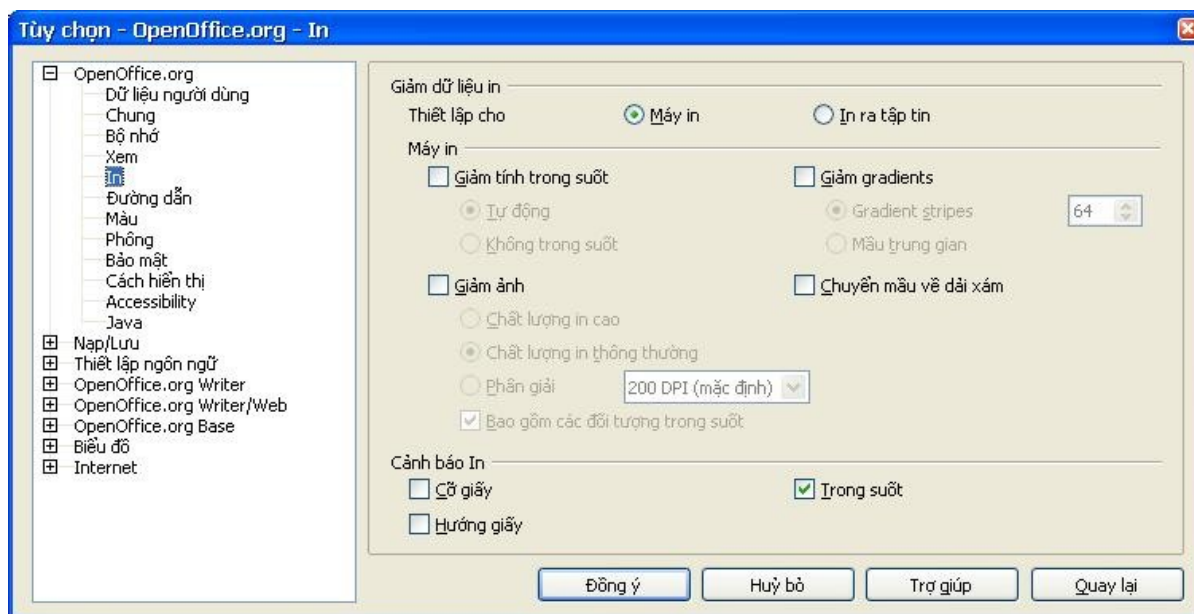 Tùy chọn - OpenOffice.org - In
OpenOffice.org
Dữ liệu người dùng
Chung
Bộ nhớ
Xem
In
Đường dẫn
Màu
Phông
Bảo mật
Cách hiển thị
Accessibility
Java
Nạp/Lưu
Thiết lập ngôn ngữ
OpenOffice.org Writer
OpenOffice.org Writer/Web
OpenOffice.org Base
Biểu đồ
Internet
Giảm dữ liệu in
Thiết lập cho Máy in In ra tập tin
Máy in
Giảm tính trong suốt Giảm gradients
Tự động Gradient stripes 64
Không trong suốt Mầu trung gian
Giảm ảnh Chuyển mầu về dải xám
Chất lượng in cao
Chất lượng in thông thường
Phân giải 200 DPI (mặc định)
Bao gồm các đối tượng trong suốt
Cảnh báo In
Cỡ giấy Trong suốt
Hướng giấy
Đồng ý Huỷ bỏ Trợ giúp Quay lại